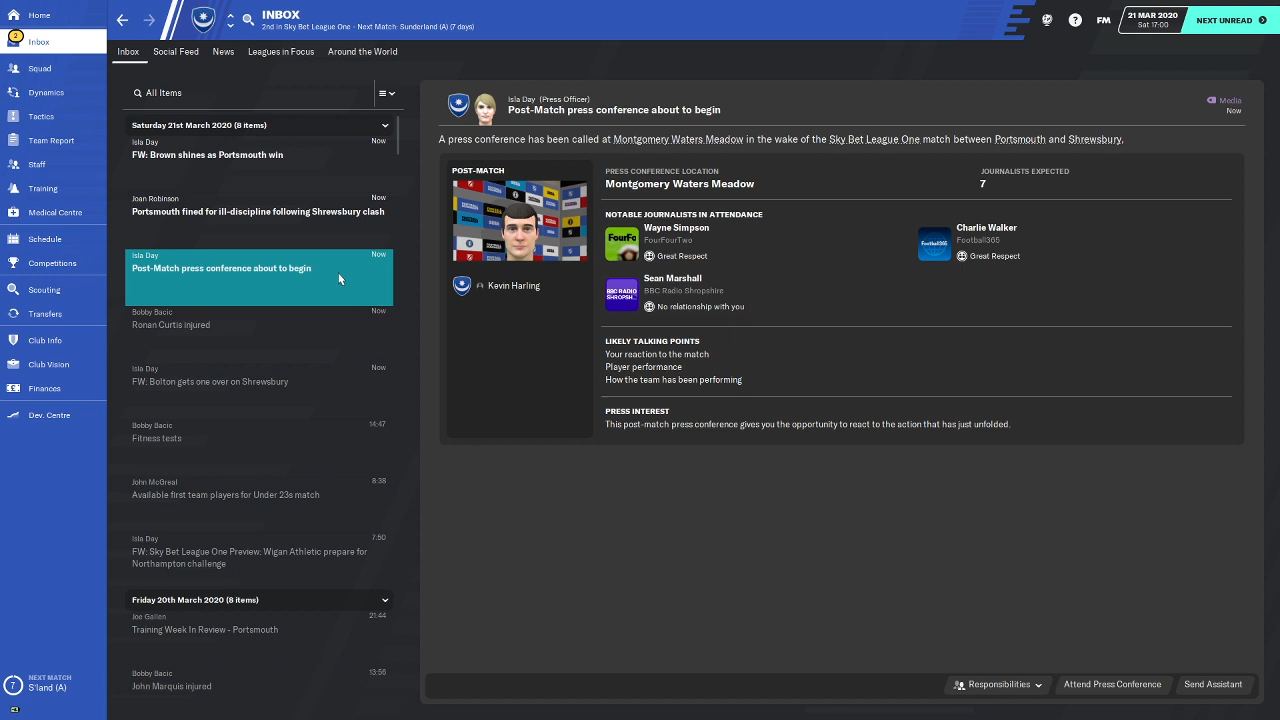 Home
2
Inbox
Squad
Dynamics
Tactics
Team Report
Staff
Training
Medical Centre
Schedule
Competitions
Scouting
Transfers
Club Info
Club Vision
Finances
Dev. Centre
7
NEXT MATCH
S'land (A)
INBOX
2nd in Sky Bet League One - Next Match: Sunderland (A) (7 days)
?
FM
21 MAR 2020
Sat 17:00
NEXT UNREAD
Inbox
Social Feed
News
Leagues in Focus
Around the World
All Items
Saturday 21st March 2020 (8 items)
Isla Day
Now
FW: Brown shines as Portsmouth win
Joan Robinson
Now
Portsmouth fined for ill-discipline following Shrewsbury clash
Isla Day
Now
Post-Match press conference about to begin
Bobby Bacic
Now
Ronan Curtis injured
Isla Day
Now
FW: Bolton gets one over on Shrewsbury
Bobby Bacic
14:47
Fitness tests
John McGreal
8:38
Available first team players for Under 23s match
Isla Day
7:50
FW: Sky Bet League One Preview: Wigan Athletic prepare for
Northampton challenge
Friday 20th March 2020 (8 items)
Joe Gallen
21:44
Training Week In Review - Portsmouth
Bobby Bacic
13:56
John Marquis injured
Isla Day (Press Officer)
Post-Match press conference about to begin
Media
Now
A press conference has been called at Montgomery Waters Meadow in the wake of the Sky Bet League One match between Portsmouth and Shrewsbury.
POST-MATCH
Kevin Harling
PRESS CONFERENCE LOCATION
Montgomery Waters Meadow
JOURNALISTS EXPECTED
7
NOTABLE JOURNALISTS IN ATTENDANCE
FourFo
Wayne Simpson
FourFourTwo
Great Respect
Football365
Charlie Walker
Football365
Great Respect
BBC RADIO
SHROPSH..
Sean Marshall
BBC Radio Shropshire
No relationship with you
LIKELY TALKING POINTS
Your reaction to the match
Player performance
How the team has been performing
PRESS INTEREST
This post-match press conference gives you the opportunity to react to the action that has just unfolded.
Responsibilities
Attend Press Conference
Send Assistant